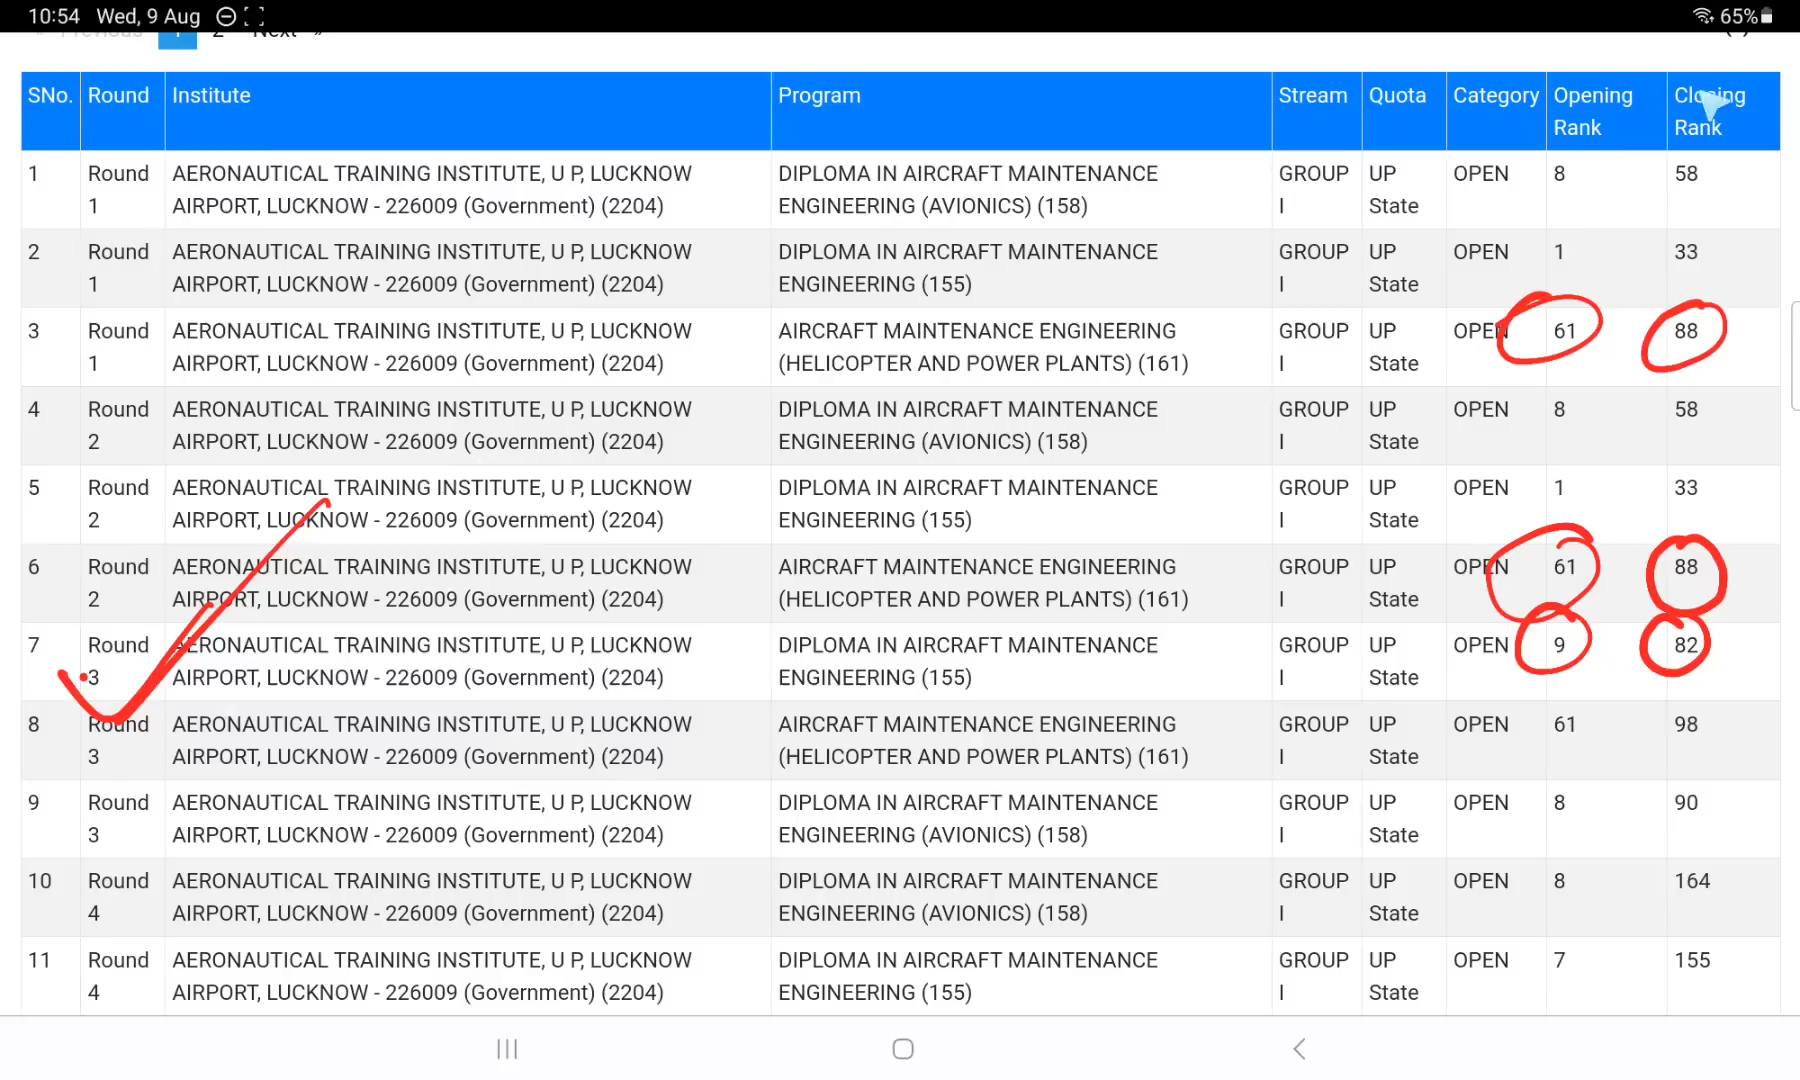 10:54 Wed, 9 Aug 65%
1 2 Next »
SNo. Round Institute Program Stream Quota Category Opening Closing
Rank Rank
1 Round AERONAUTICAL TRAINING INSTITUTE, U P, LUCKNOW DIPLOMA IN AIRCRAFT MAINTENANCE GROUP UP OPEN 8 58
1 AIRPORT, LUCKNOW - 226009 (Government) (2204) ENGINEERING (AVIONICS) (158) I State
2 Round AERONAUTICAL TRAINING INSTITUTE, U P, LUCKNOW DIPLOMA IN AIRCRAFT MAINTENANCE GROUP UP OPEN 1 33
1 AIRPORT, LUCKNOW - 226009 (Government) (2204) ENGINEERING (155) I State
3 Round AERONAUTICAL TRAINING INSTITUTE, U P, LUCKNOW AIRCRAFT MAINTENANCE ENGINEERING GROUP UP OPEN 61 88
1 AIRPORT, LUCKNOW - 226009 (Government) (2204) (HELICOPTER AND POWER PLANTS) (161) I State
4 Round AERONAUTICAL TRAINING INSTITUTE, U P, LUCKNOW DIPLOMA IN AIRCRAFT MAINTENANCE GROUP UP OPEN 8 58
2 AIRPORT, LUCKNOW - 226009 (Government) (2204) ENGINEERING (AVIONICS) (158) I State
5 Round AERONAUTICAL TRAINING INSTITUTE, U P, LUCKNOW DIPLOMA IN AIRCRAFT MAINTENANCE GROUP UP OPEN 1 33
2 AIRPORT, LUCKNOW - 226009 (Government) (2204) ENGINEERING (155) I State
6 Round AERONAUTICAL TRAINING INSTITUTE, U P, LUCKNOW AIRCRAFT MAINTENANCE ENGINEERING GROUP UP OPEN 61 88
2 AIRPORT, LUCKNOW - 226009 (Government) (2204) (HELICOPTER AND POWER PLANTS) (161) I State
7 Round AERONAUTICAL TRAINING INSTITUTE, U P, LUCKNOW DIPLOMA IN AIRCRAFT MAINTENANCE GROUP UP OPEN 9 82
3 AIRPORT, LUCKNOW - 226009 (Government) (2204) ENGINEERING (155) I State
8 Round AERONAUTICAL TRAINING INSTITUTE, U P, LUCKNOW AIRCRAFT MAINTENANCE ENGINEERING GROUP UP OPEN 61 98
3 AIRPORT, LUCKNOW - 226009 (Government) (2204) (HELICOPTER AND POWER PLANTS) (161) I State
9 Round AERONAUTICAL TRAINING INSTITUTE, U P, LUCKNOW DIPLOMA IN AIRCRAFT MAINTENANCE GROUP UP OPEN 8 90
3 AIRPORT, LUCKNOW - 226009 (Government) (2204) ENGINEERING (AVIONICS) (158) I State
10 Round AERONAUTICAL TRAINING INSTITUTE, U P, LUCKNOW DIPLOMA IN AIRCRAFT MAINTENANCE GROUP UP OPEN 8 164
4 AIRPORT, LUCKNOW - 226009 (Government) (2204) ENGINEERING (AVIONICS) (158) I State
11 Round AERONAUTICAL TRAINING INSTITUTE, U P, LUCKNOW DIPLOMA IN AIRCRAFT MAINTENANCE GROUP UP OPEN 7 155
4 AIRPORT, LUCKNOW - 226009 (Government) (2204) ENGINEERING (155) I State